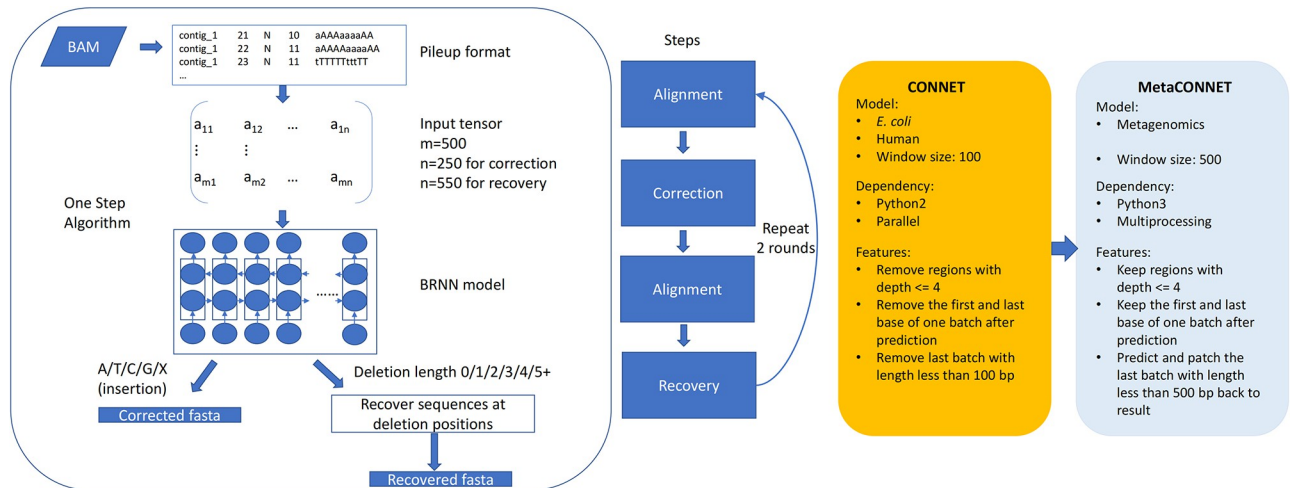 BAM
contig_1 21 N 10 aAAAaaaaAA
contig_1 22 N 11 aAAAAaaaaAA
contig_1 23 N 11 tTTTTTtttTT
...
Pileup format
a11 a12 ... a1n
⋮ ⋮
am1 am2 ... amn
Input tensor
m=500
n=250 for correction
n=550 for recovery
One Step
Algorithm
......
BRNN model
A/T/C/G/X
(insertion)
Corrected fasta
Deletion length 0/1/2/3/4/5+
Recover sequences at
deletion positions
Recovered fasta
Steps
Alignment
Correction
Alignment
Recovery
Repeat
2 rounds
CONNET
Model:
• E. coli
• Human
• Window size: 100
Dependency:
• Python2
• Parallel
Features:
• Remove regions with
depth <= 4
• Remove the first and last
base of one batch after
prediction
• Remove last batch with
length less than 100 bp
MetaCONNET
Model:
• Metagenomics
• Window size: 500
Dependency:
• Python3
• Multiprocessing
Features:
• Keep regions with
depth <= 4
• Keep the first and last
base of one batch after
prediction
• Predict and patch the
last batch with length
less than 500 bp back to
result